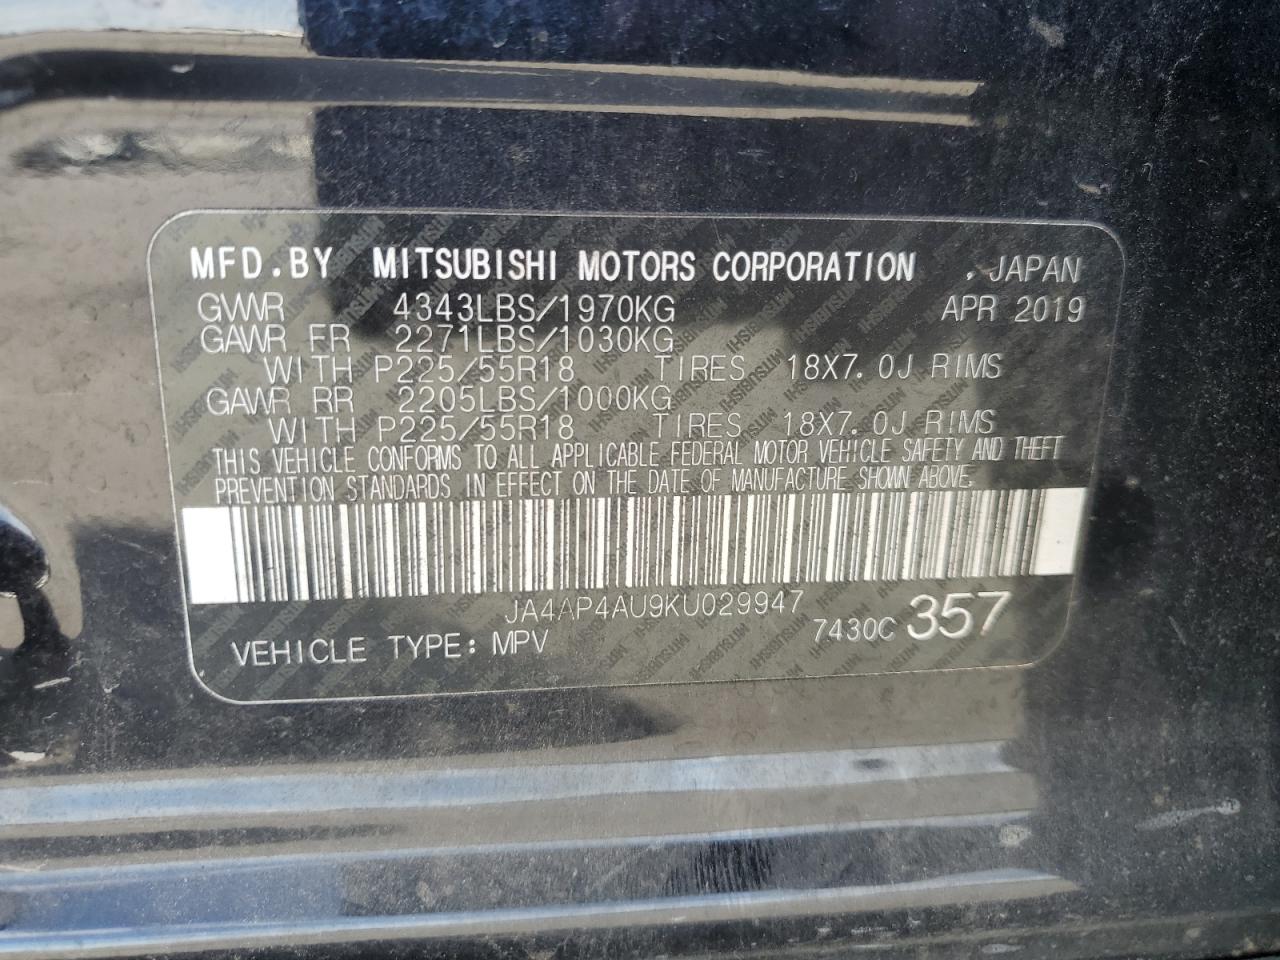 MFD.BY MITSUBISHI MOTORS CORPORATION , JAPAN
GVWR 4343LBS/1970KG APR 2019
GAWR FR 2271LBS/1030KG
WITH P225/55R18 TIRES 18X7.0J RIMS
GAWR RR 2205LBS/1000KG
WITH P225/55R18 TIRES 18X7.0J RIMS
THIS VEHICLE CONFORMS TO ALL APPLICABLE FEDERAL MOTOR VEHICLE SAFETY AND THEFT
PREVENTION STANDARDS IN EFFECT ON THE DATE OF MANUFACTURE SHOWN ABOVE.
JA4AP4AU9KU029947
VEHICLE TYPE: MPV 7430C 357